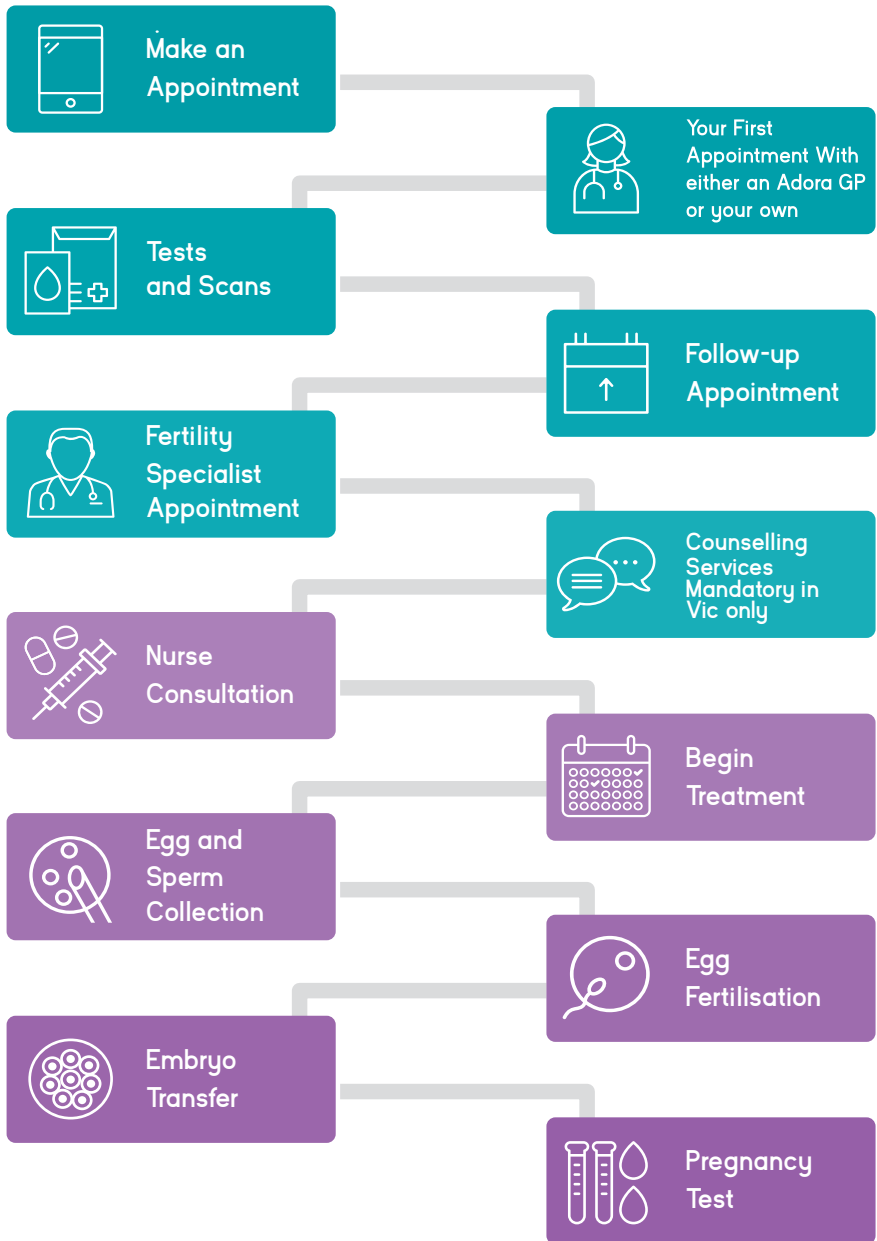 Make an
Appointment
Your First
Appointment With
either an Adora GP
or your own
Tests
and Scans
Follow-up
Appointment
Fertility
Specialist
Appointment
Counselling
Services
Mandatory in
Vic only
Nurse
Consultation
Begin
Treatment
Egg and
Sperm
Collection
Egg
Fertilisation
Embryo
Transfer
Pregnancy
Test